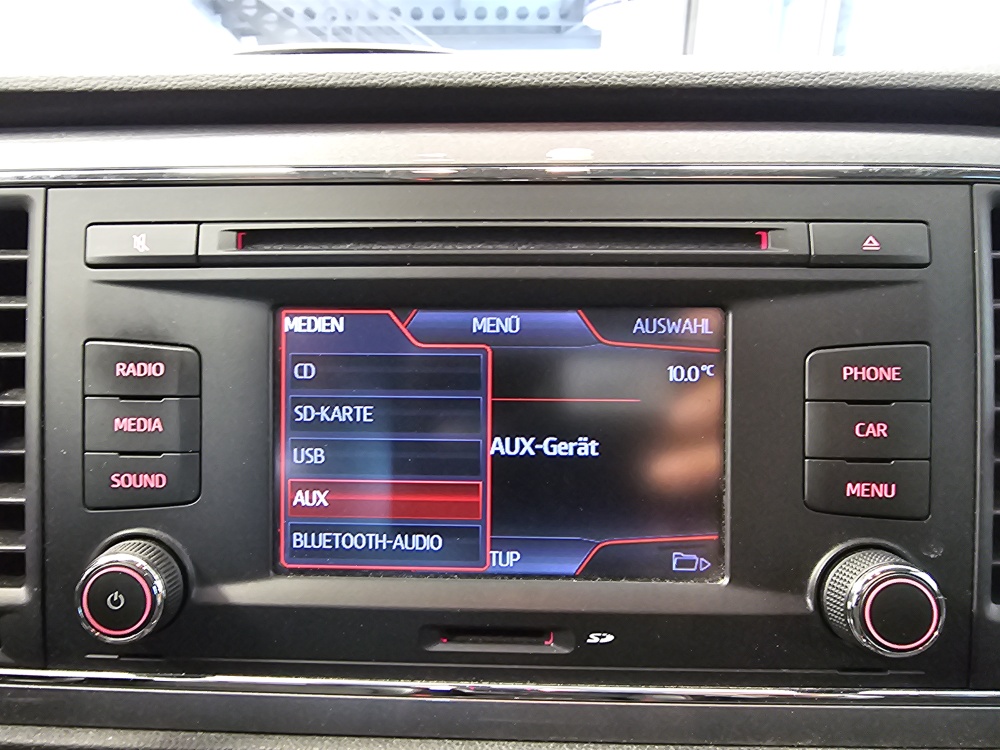 MEDIEN MENÜ AUSWAHL
CD
10.0°C
SD-KARTE
USB
AUX-Gerät
AUX
BLUETOOTH-AUDIO
TUP
RADIO
MEDIA
SOUND
PHONE
CAR
MENU
SD